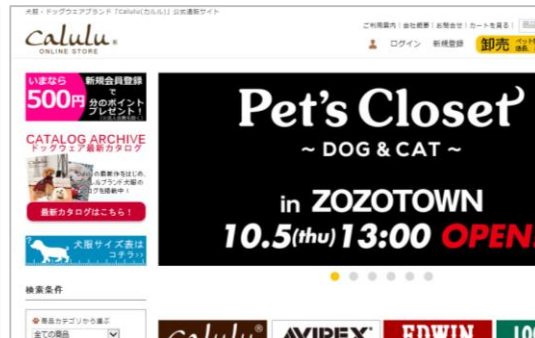 犬服・ドッグウェアブランド「Calulu(カルル)」公式通販サイト
Calulu®
ONLINE STORE
ご利用案内|会社概要|お問合せ|カートを見る|
ログイン 新規登録 卸売
いまなら 新規会員登録
で
500円 分のポイント
プレゼント!
CATALOG ARCHIVE
ドッグウェア最新カタログ
最新カタログはこちら!
犬服サイズ表は
コチラ>>
Pet's Closet
~ DOG & CAT ~
in ZOZOTOWN
10.5(thu)13:00 OPEN
検索条件
商品カテゴリから選ぶ
全ての商品
Calulu® AVIREX EDWIN 100